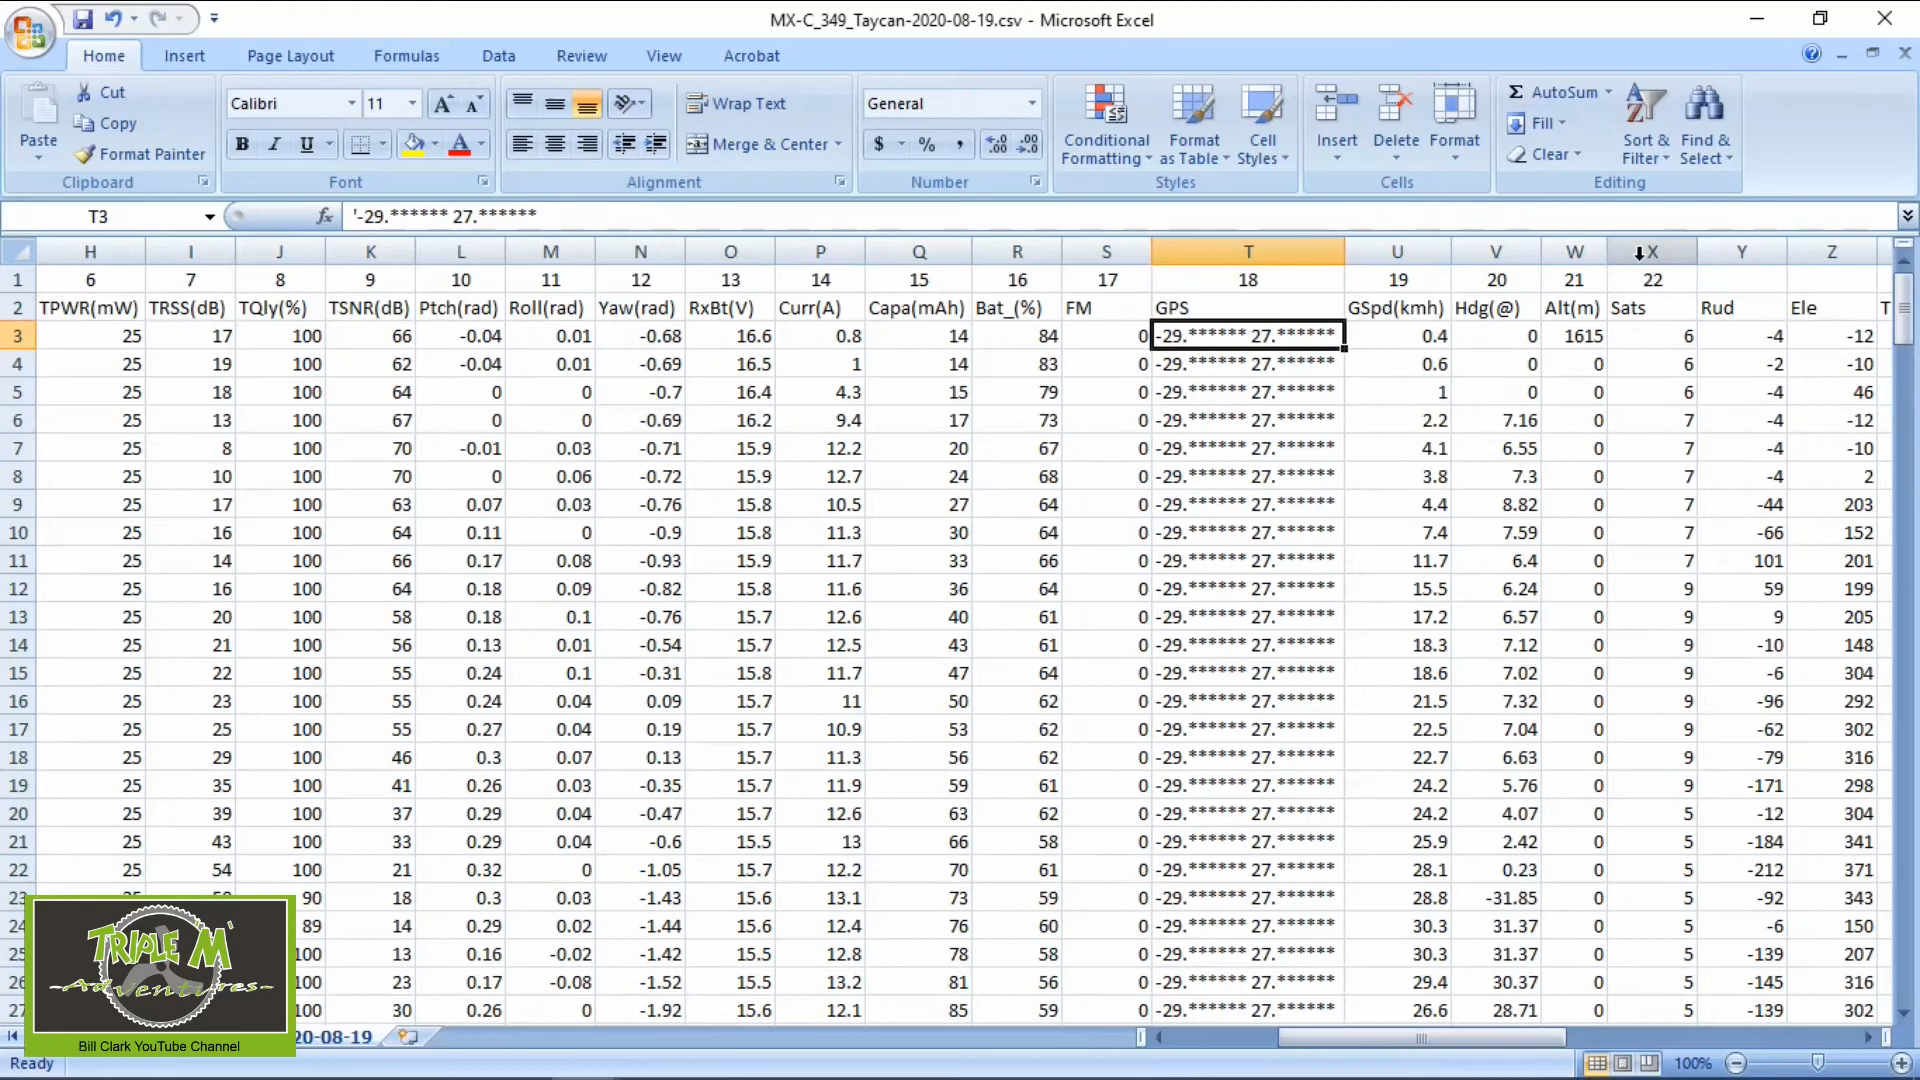 MX-C_349_Taycan-2020-08-19.csv - Microsoft Excel
Home Insert Page Layout Formulas Data Review View Acrobat
Paste Cut Copy Format Painter Clipboard
Calibri 11 B I U Font
Wrap Text Merge & Center Alignment
General $ % , Number
Conditional Formatting Format as Table Cell Styles Styles
Insert Delete Format Cells
Σ AutoSum Fill Clear Sort & Filter Find & Select Editing
T3 fx '-29.****** 27.******
H I J K L M N O P Q R S T U V W X Y Z
1 6 7 8 9 10 11 12 13 14 15 16 17 18 19 20 21 22
2 TPWR(mW) TRSS(dB) TQly(%) TSNR(dB) Ptch(rad) Roll(rad) Yaw(rad) RxBt(V) Curr(A) Capa(mAh) Bat_(%) FM GPS GSpd(kmh) Hdg(@) Alt(m) Sats Rud Ele T
3 25 17 100 66 -0.04 0.01 -0.68 16.6 0.8 14 84 0 -29.****** 27.****** 0.4 0 1615 6 -4 -12
4 25 19 100 62 -0.04 0.01 -0.69 16.5 1 14 83 0 -29.****** 27.****** 0.6 0 0 6 -2 -10
5 25 18 100 64 0 0 -0.7 16.4 4.3 15 79 0 -29.****** 27.****** 1 0 0 6 -4 46
6 25 13 100 67 0 0 -0.69 16.2 9.4 17 73 0 -29.****** 27.****** 2.2 7.16 0 7 -4 -12
7 25 8 100 70 -0.01 0.03 -0.71 15.9 12.2 20 67 0 -29.****** 27.****** 4.1 6.55 0 7 -4 -10
8 25 10 100 70 0 0.06 -0.72 15.9 12.7 24 68 0 -29.****** 27.****** 3.8 7.3 0 7 -4 2
9 25 17 100 63 0.07 0.03 -0.76 15.8 10.5 27 64 0 -29.****** 27.****** 4.4 8.82 0 7 -44 203
10 25 16 100 64 0.11 0 -0.9 15.8 11.3 30 64 0 -29.****** 27.****** 7.4 7.59 0 7 -66 152
11 25 14 100 66 0.17 0.08 -0.93 15.9 11.7 33 66 0 -29.****** 27.****** 11.7 6.4 0 7 101 201
12 25 16 100 64 0.18 0.09 -0.82 15.8 11.6 36 64 0 -29.****** 27.****** 15.5 6.24 0 9 59 199
13 25 20 100 58 0.18 0.1 -0.76 15.7 12.6 40 61 0 -29.****** 27.****** 17.2 6.57 0 9 9 205
14 25 21 100 56 0.13 0.01 -0.54 15.7 12.5 43 61 0 -29.****** 27.****** 18.3 7.12 0 9 -10 148
15 25 22 100 55 0.24 0.1 -0.31 15.8 11.7 47 64 0 -29.****** 27.****** 18.6 7.02 0 9 -6 304
16 25 23 100 55 0.24 0.04 0.09 15.7 11 50 62 0 -29.****** 27.****** 21.5 7.32 0 9 -96 292
17 25 25 100 55 0.27 0.04 0.19 15.7 10.9 53 62 0 -29.****** 27.****** 22.5 7.04 0 9 -62 302
18 25 29 100 46 0.3 0.07 0.13 15.7 11.3 56 62 0 -29.****** 27.****** 22.7 6.63 0 9 -79 316
19 25 35 100 41 0.26 0.03 -0.35 15.7 11.9 59 61 0 -29.****** 27.****** 24.2 5.76 0 9 -171 298
20 25 39 100 37 0.29 0.04 -0.47 15.7 12.6 63 62 0 -29.****** 27.****** 24.2 4.07 0 5 -12 304
21 25 43 100 33 0.29 0.04 -0.6 15.5 13 66 58 0 -29.****** 27.****** 25.9 2.42 0 5 -184 341
22 25 54 100 21 0.32 0 -1.05 15.7 12.2 70 61 0 -29.****** 27.****** 28.1 0.23 0 5 -212 371
23 90 18 0.3 0.03 -1.43 15.6 13.1 73 59 0 -29.****** 27.****** 28.8 -31.85 0 5 -92 343
24 89 14 0.29 0.02 -1.44 15.6 12.4 76 60 0 -29.****** 27.****** 30.3 31.37 0 5 -6 150
25 100 13 0.16 -0.02 -1.42 15.5 12.8 78 58 0 -29.****** 27.****** 30.3 31.37 0 5 -139 207
26 100 23 0.17 -0.08 -1.52 15.5 13.2 81 56 0 -29.****** 27.****** 29.4 30.37 0 5 -145 316
27 100 30 0.26 0 -1.92 15.6 12.1 85 59 0 -29.****** 27.****** 26.6 28.71 0 5 -139 302
TRIPLE M
-Adventures-
Bill Clark YouTube Channel
20-08-19
Ready 100%